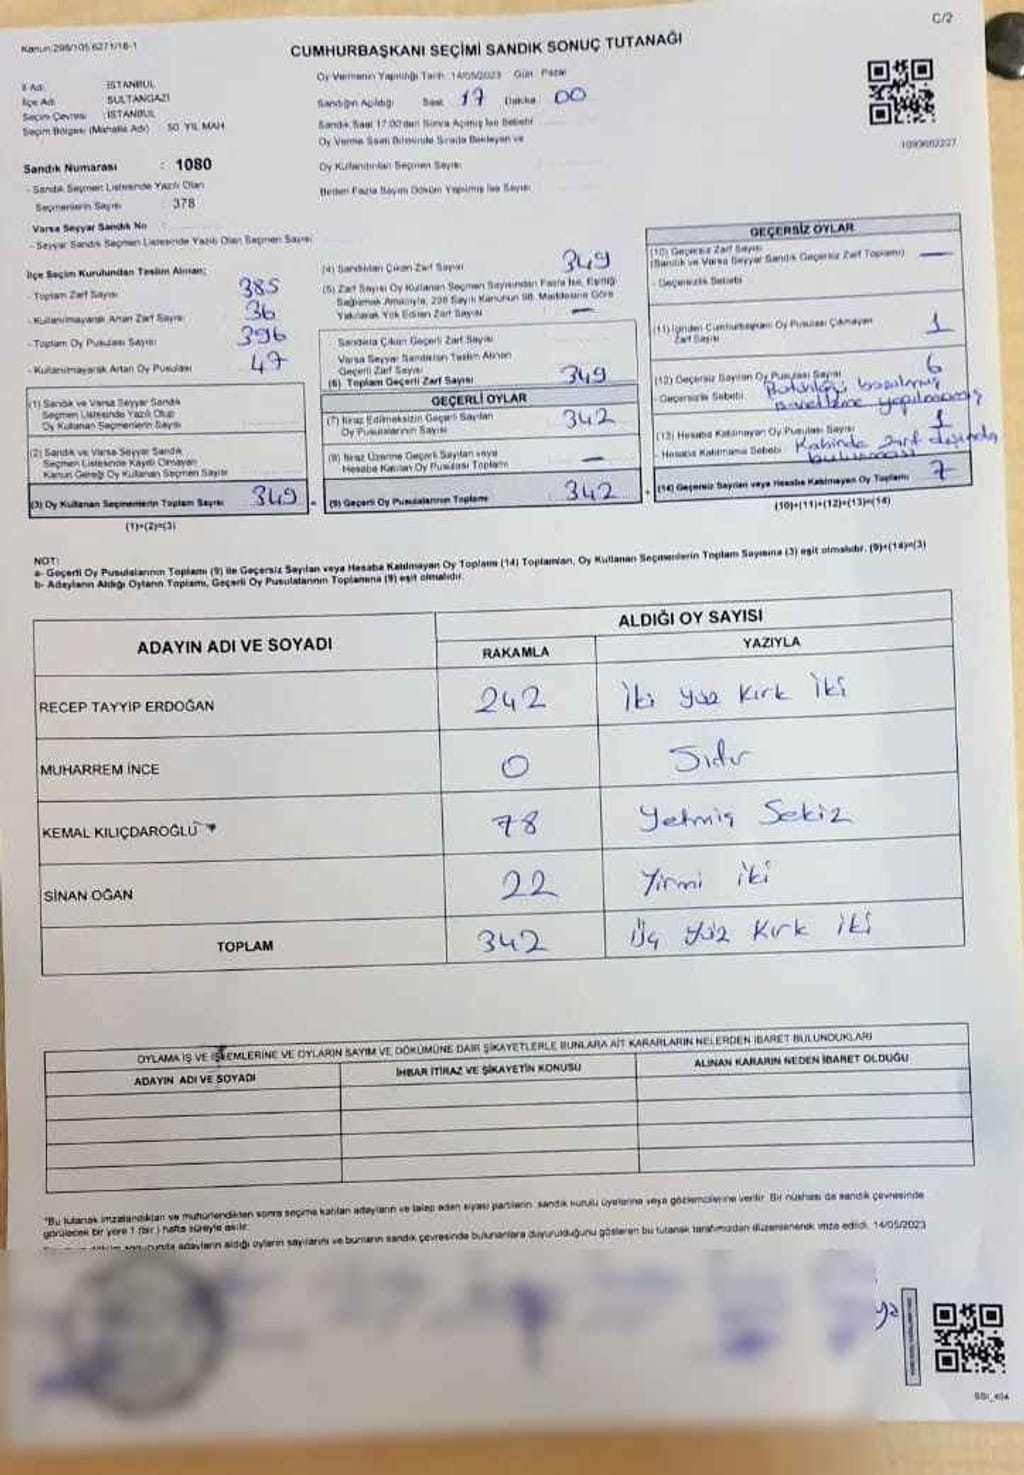 C/2
Kanun:298/105 6271/18-1
CUMHURBAŞKANI SEÇİMİ SANDIK SONUÇ TUTANAĞI
İl Adı : İSTANBUL
İlçe Adı : SULTANGAZİ
Seçim Çevresi : İSTANBUL
Seçim Bölgesi (Mahalle Adı) : 50. YIL MAH
Oy Vermenin Yapıldığı Tarih : 14/05/2023 Gün : Pazar
Sandığın Açıldığı Saat 17 Dakika 00
Sandık Saat 17:00'dan Sonra Açılmış İse Sebebi
Oy Verme Saati Bitiminde Sırada Bekleyen ve
Oy Kullandırılan Seçmen Sayısı
Birden Fazla Sayım Döküm Yapılmış İse Sayısı
1093602227
Sandık Numarası : 1080
- Sandık Seçmen Listesinde Yazılı Olan
Seçmenlerin Sayısı : 378
Varsa Seyyar Sandık No :
- Seyyar Sandık Seçmen Listesinde Yazılı Olan Seçmen Sayısı
İlçe Seçim Kurulundan Teslim Alınan;
- Toplam Zarf Sayısı 385
- Kullanılmayarak Artan Zarf Sayısı 36
- Toplam Oy Pusulası Sayısı 396
- Kullanılmayarak Artan Oy Pusulası 47
(1) Sandık ve Varsa Seyyar Sandık
Seçmen Listesinde Yazılı Olup
Oy Kullanan Seçmenlerin Sayısı
(2) Sandık ve Varsa Seyyar Sandık
Seçmen Listesinde Kayıtlı Olmayan
Kanun Gereği Oy Kullanan Seçmen Sayısı
(3) Oy Kullanan Seçmenlerin Toplam Sayısı 349 =
(1)+(2)=(3)
(4) Sandıktan Çıkan Zarf Sayısı 349
(5) Zarf Sayısı Oy Kullanan Seçmen Sayısından Fazla İse, Eşitliği
Sağlamak Amacıyla, 298 Sayılı Kanunun 98. Maddesine Göre
Yakılarak Yok Edilen Zarf Sayısı —
Sandıkta Çıkan Geçerli Zarf Sayısı
Varsa Seyyar Sandıktan Teslim Alınan
Geçerli Zarf Sayısı
(6) Toplam Geçerli Zarf Sayısı 349
GEÇERLİ OYLAR
(7) İtiraz Edilmeksizin Geçerli Sayılan
Oy Pusulalarının Sayısı 342
(8) İtiraz Üzerine Geçerli Sayılan veya
Hesaba Katılan Oy Pusulası Toplamı —
(9) Geçerli Oy Pusulalarının Toplamı 342 +
GEÇERSİZ OYLAR
(10) Geçersiz Zarf Sayısı
(Sandık ve Varsa Seyyar Sandık Geçersiz Zarf Toplamı) —
- Geçersizlik Sebebi
(11) İçinden Cumhurbaşkanı Oy Pusulası Çıkmayan
Zarf Sayısı 1
(12) Geçersiz Sayılan Oy Pusulası Sayısı 6
- Geçersizlik Sebebi
(13) Hesaba Katılmayan Oy Pusulası Sayısı 1
- Hesaba Katılmama Sebebi Kabinde zarf dışında
bulunması
(14) Geçersiz Sayılan veya Hesaba Katılmayan Oy Toplamı 7
(10)+(11)+(12)+(13)=(14)
NOT:
a- Geçerli Oy Pusulalarının Toplamı (9) ile Geçersiz Sayılan veya Hesaba Katılmayan Oy Toplamı (14) Toplamları, Oy Kullanan Seçmenlerin Toplam Sayısına (3) eşit olmalıdır. (9)+(14)=(3)
b- Adayların Aldığı Oyların Toplamı, Geçerli Oy Pusulalarının Toplamına (9) eşit olmalıdır.
ADAYIN ADI VE SOYADI
ALDIĞI OY SAYISI
RAKAMLA YAZIYLA
RECEP TAYYİP ERDOĞAN 242 İki yüz Kırk İki
MUHARREM İNCE 0 Sıdır
KEMAL KILIÇDAROĞLU 78 Yetmiş Sekiz
SİNAN OĞAN 22 Yirmi iki
TOPLAM 342 Üç yüz Kırk İki
OYLAMA İŞ VE İŞLEMLERİNE VE OYLARIN SAYIM VE DÖKÜMÜNE DAİR ŞİKAYETLERLE BUNLARA AİT KARARLARIN NELERDEN İBARET BULUNDUKLARI
ADAYIN ADI VE SOYADI İHBAR İTİRAZ VE ŞİKAYETİN KONUSU ALINAN KARARIN NEDEN İBARET OLDUĞU
"Bu tutanak imzalandıktan ve mühürlendikten sonra seçime katılan adayların ve talep eden siyasi partilerin, sandık kurulu üyelerine veya gözlemcilerine verilir. Bir nüshası da sandık çevresinde
görülecek bir yere 1 (bir) hafta süreyle asılır.
adayların aldığı oyların sayılarını ve bunların sandık çevresinde bulunanlara duyurulduğunu gösteren bu tutanak tarafımızdan düzenlenerek imza edildi. 14/05/2023